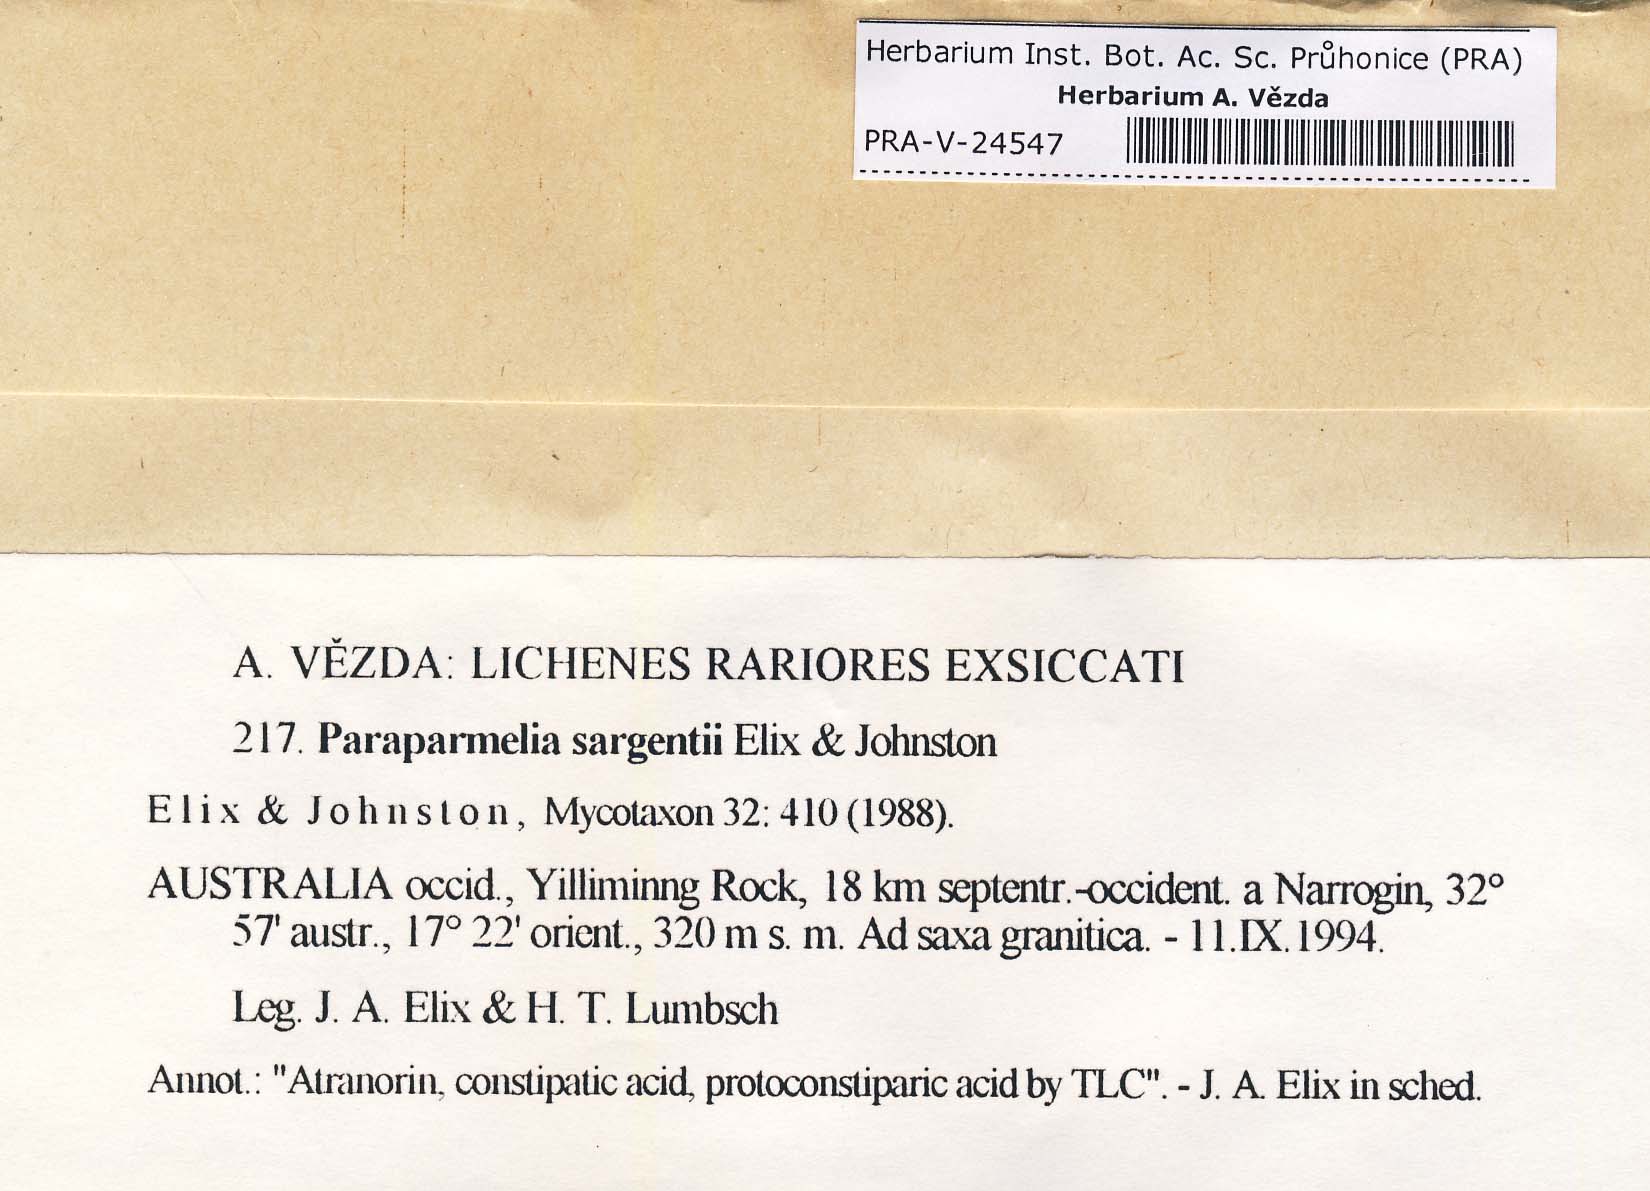 Herbarium Inst. Bot. Ac. Sc. Průhonice (PRA)
Herbarium A. Vězda
PRA-V-24547
A. VĚZDA: LICHENES RARIORES EXSICCATI
217. Paraparmelia sargentii Elix & Johnston
Elix & Johnston, Mycotaxon 32: 410 (1988).
AUSTRALIA occid., Yilliminng Rock, 18 km septentr.-occident. a Narrogin, 32°
57' austr., 17° 22' orient., 320 m s. m. Ad saxa granitica. - 11.IX.1994.
Leg. J. A. Elix & H. T. Lumbsch
Annot.: "Atranorin, constipatic acid, protoconstiparic acid by TLC". - J. A. Elix in sched.